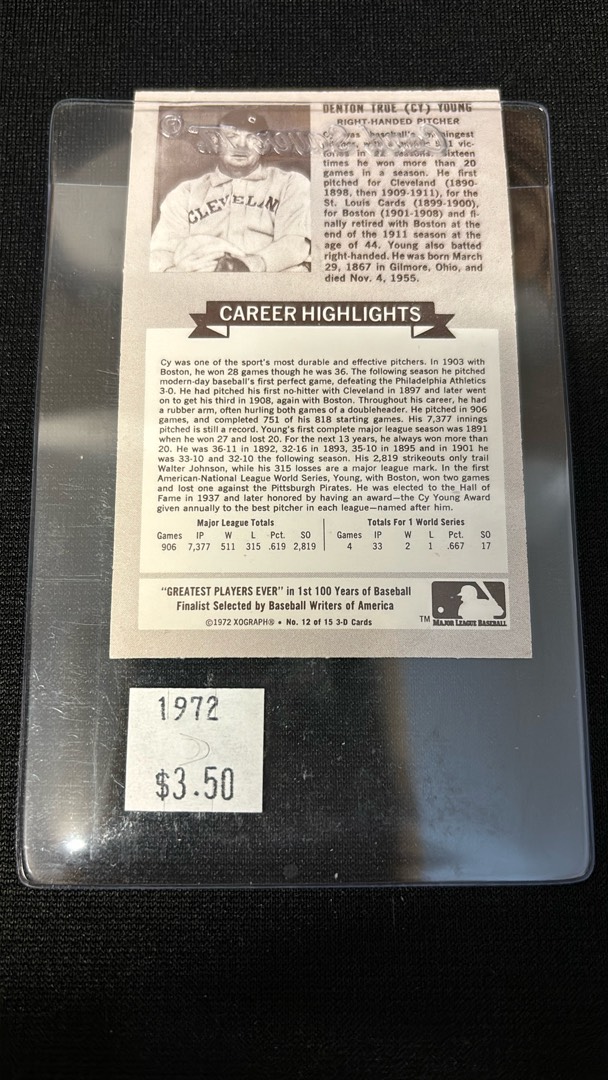 DENTON TRUE (CY) YOUNG
RIGHT-HANDED PITCHER
Cy was baseball's winningest
1 vic-
tories in 22 seasons. Sixteen
times he won more than 20
games in a season. He first
pitched for Cleveland (1890-
1898, then 1909-1911), for the
St. Louis Cards (1899-1900),
for Boston (1901-1908) and fi-
nally retired with Boston at the
end of the 1911 season at the
age of 44. Young also batted
right-handed. He was born March
29, 1867 in Gilmore, Ohio, and
died Nov. 4, 1955.
C
CLEVELAN
CAREER HIGHLIGHTS
Cy was one of the sport's most durable and effective pitchers. In 1903 with
Boston, he won 28 games though he was 36. The following season he pitched
modern-day baseball's first perfect game, defeating the Philadelphia Athletics
3-0. He had pitched his first no-hitter with Cleveland in 1897 and later went
on to get his third in 1908, again with Boston. Throughout his career, he had
a rubber arm, often hurling both games of a doubleheader. He pitched in 906
games, and completed 751 of his 818 starting games. His 7,377 innings
pitched is still a record. Young's first complete major league season was 1891
when he won 27 and lost 20. For the next 13 years, he always won more than
20. He was 36-11 in 1892, 32-16 in 1893, 35-10 in 1895 and in 1901 he
was 33-10 and 32-10 the following season. His 2,819 strikeouts only trail
Walter Johnson, while his 315 losses are a major league mark. In the first
American-National League World Series, Young, with Boston, won two games
and lost one against the Pittsburgh Pirates. He was elected to the Hall of
Fame in 1937 and later honored by having an award—the Cy Young Award
given annually to the best pitcher in each league—named after him.
Major League Totals
Games IP W L Pct. SO
906 7,377 511 315 .619 2,819
Totals For 1 World Series
Games IP W L Pct. SO
4 33 2 1 .667 17
"GREATEST PLAYERS EVER" in 1st 100 Years of Baseball
Finalist Selected by Baseball Writers of America
©1972 XOGRAPH® • No. 12 of 15 3-D Cards
TM MAJOR LEAGUE BASEBALL
1972
$3.50